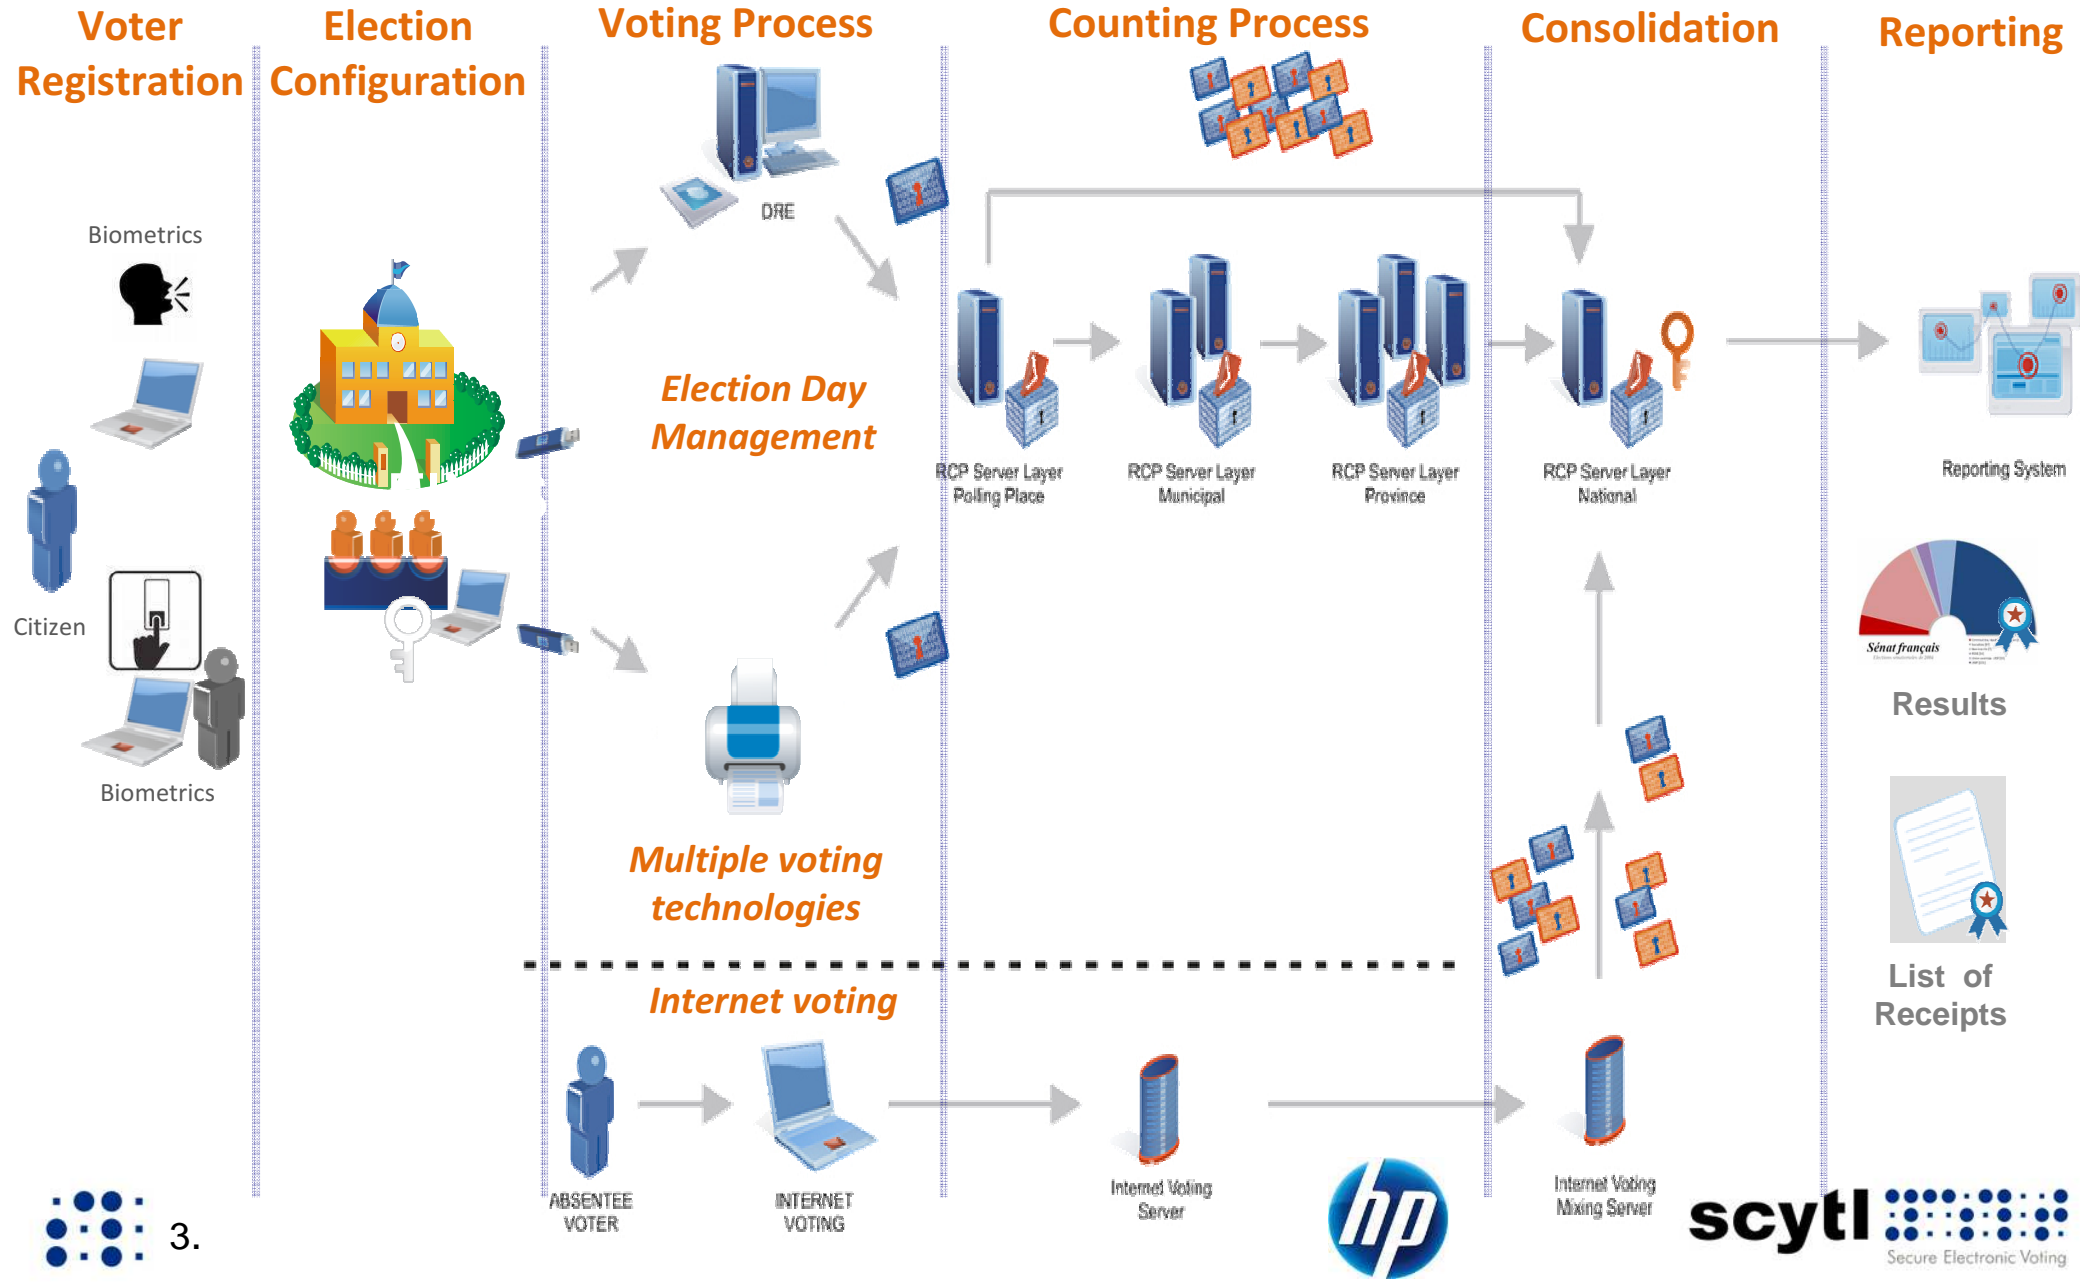 Voter
Registration
Election
Configuration
Voting Process
Counting Process
Consolidation
Reporting
Biometrics
Citizen
Biometrics
DRE
Election Day
Management
Multiple voting
technologies
RCP Server Layer
Polling Place
RCP Server Layer
Municipal
RCP Server Layer
Province
RCP Server Layer
National
Reporting System
Sénat français
Results
List of
Receipts
Internet voting
ABSENTEE
VOTER
INTERNET
VOTING
Internet Voting
Server
Internet Voting
Mixing Server
3.
hp
scytl
Secure Electronic Voting